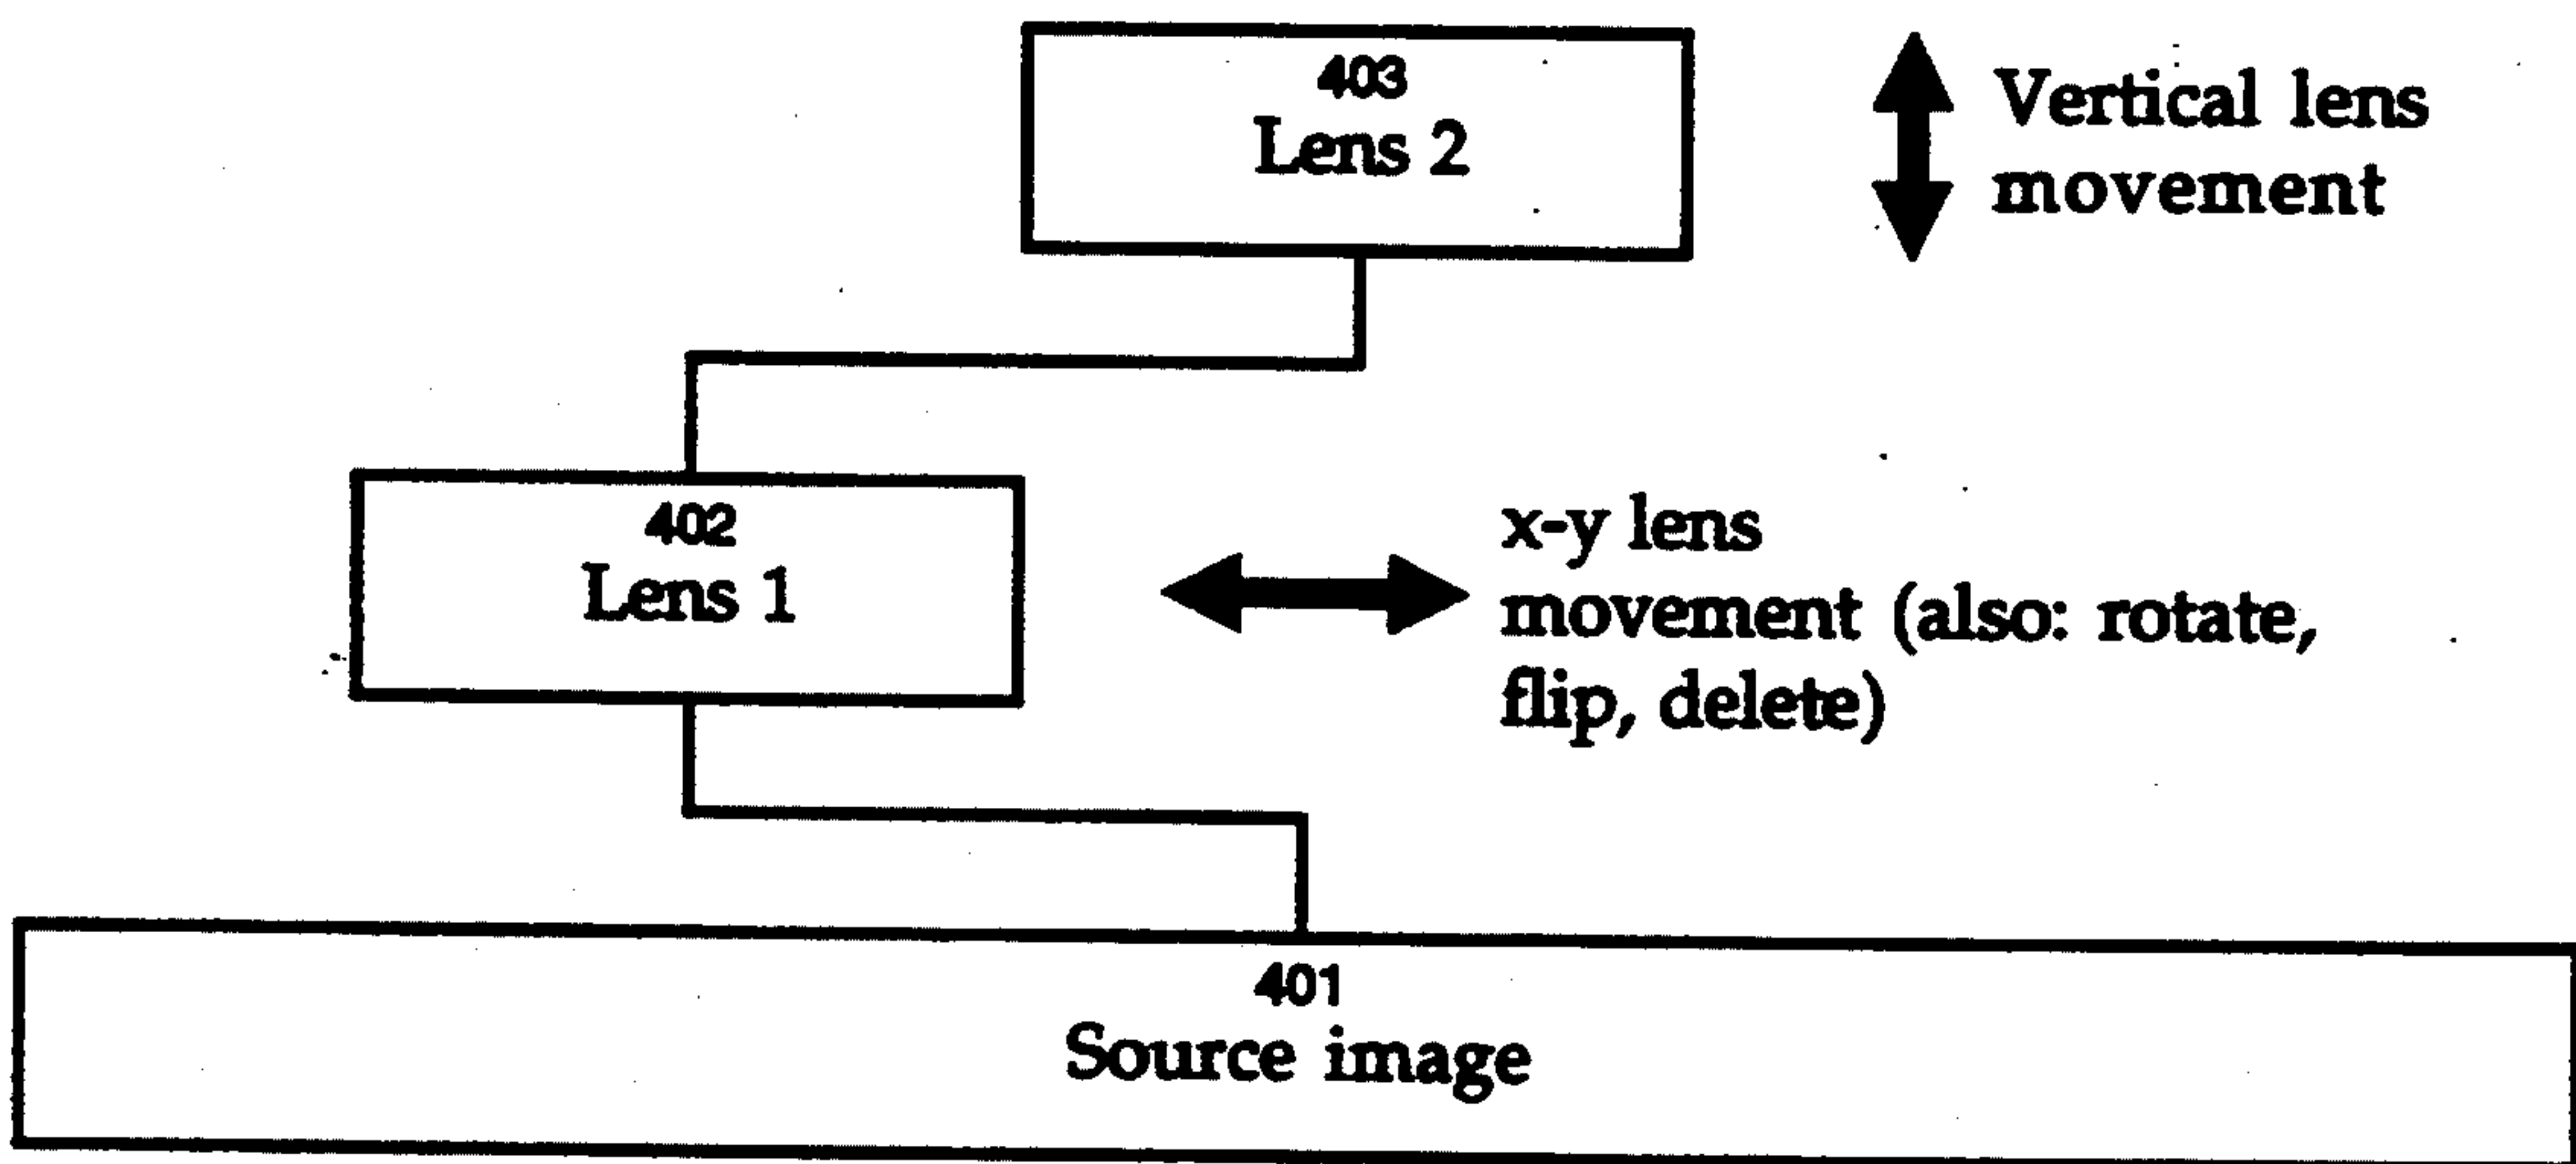 403
Lens 2
Vertical lens
movement
402
Lens 1
x-y lens
movement (also: rotate,
flip, delete)
401
Source image